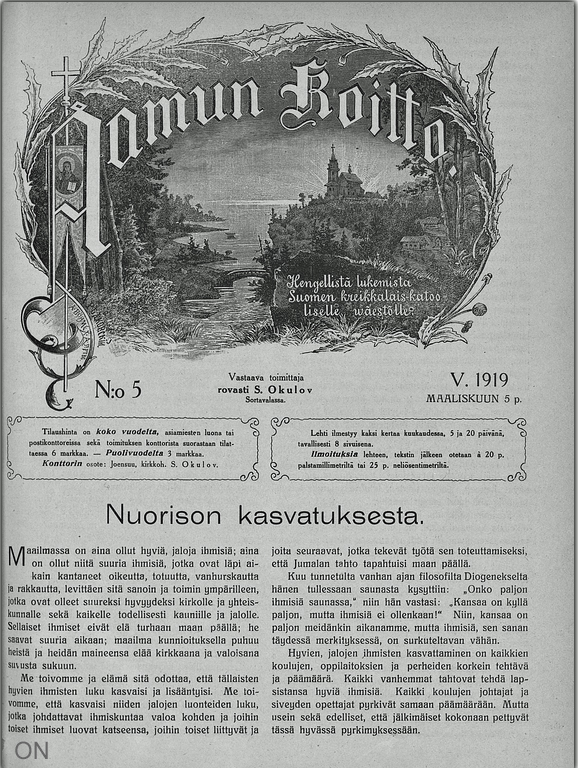 Aamun Koitto.
Hengellistä lukemista
Suomen kreikkalais-katoo
liselle wäestölle.
N:o 5
Vastaava toimittaja
rovasti S. Okulov
Sortavalassa.
V. 1919
MAALISKUUN 5 p.
Tilaushinta on koko vuodelta, asiamiesten luona tai
postikonttoreissa sekä toimituksen konttorista suorastaan tilat-
taessa 6 markkaa. — Puolivuodelta 3 markkaa.
Konttorin osote: Joensuu, kirkkoh. S. Okulov.
Lehti ilmestyy kaksi kertaa kuukaudessa, 5 ja 20 päivänä,
tavallisesti 8 sivuisena.
Ilmoituksia lehteen, tekstin jälkeen otetaan à 20 p.
palstamillimetriltä tai 25 p. neliösentimetriltä.
Nuorison kasvatuksesta.
Maailmassa on aina ollut hyviä, jaloja ihmisiä; aina
on ollut niitä suuria ihmisiä, jotka ovat läpi ai-
kain kantaneet oikeutta, totuutta, vanhurskautta
ja rakkautta, levittäen sitä sanoin ja toimin ympärilleen,
jotka ovat olleet suureksi hyvyydeksi kirkolle ja yhteis-
kunnalle sekä kaikelle todellisesti kauniille ja jalolle.
Sellaiset ihmiset eivät elä turhaan maan päällä; he
saavat suuria aikaan; maailma kunnioituksella puhuu
heistä ja heidän maineensa elää kirkkaana ja valoisana
suvusta sukuun.
Me toivomme ja elämä sitä odottaa, että tällaisten
hyvien ihmisten luku kasvaisi ja lisääntyisi. Me toi-
vomme, että kasvaisi niiden jalojen luonteiden luku,
jotka johdattavat ihmiskuntaa valoa kohden ja joihin
toiset ihmiset luovat katseensa, joihin toiset liittyvät ja
joita seuraavat, jotka tekevät työtä sen toteuttamiseksi,
että Jumalan tahto tapahtuisi maan päällä.
Kuu tunnetulta vanhan ajan filosofilta Diogenekselta
hänen tullessaan saunasta kysyttiin: „Onko paljon
ihmisiä saunassa,” niin hän vastasi: „Kansaa on kyllä
paljon, mutta ihmisiä ei ollenkaan!” Niin, kansaa on
paljon meidänkin aikanamme, mutta ihmisiä, sen sanan
täydessä merkityksessä, on surkuteltavan vähän.
Hyvien, jalojen ihmisten kasvattaminen on kaikkien
koulujen, oppilaitoksien ja perheiden korkein tehtävä
ja päämäärä. Kaikki vanhemmat tahtovat tehdä lap-
sistansa hyviä ihmisiä. Kaikki koulujen johtajat ja
siveyden opettajat pyrkivät samaan päämäärään. Mutta
usein sekä edelliset, että jälkimäiset kokonaan pettyvät
tässä hyvässä pyrkimyksessään.
ON